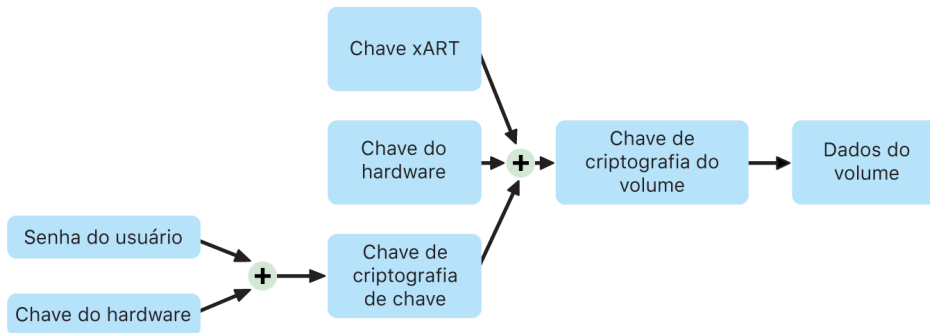 Chave xART
Chave do
hardware
+
Chave de
criptografia do
volume
Dados do
volume
Senha do usuário
Chave do hardware
+
Chave de
criptografia
de chave